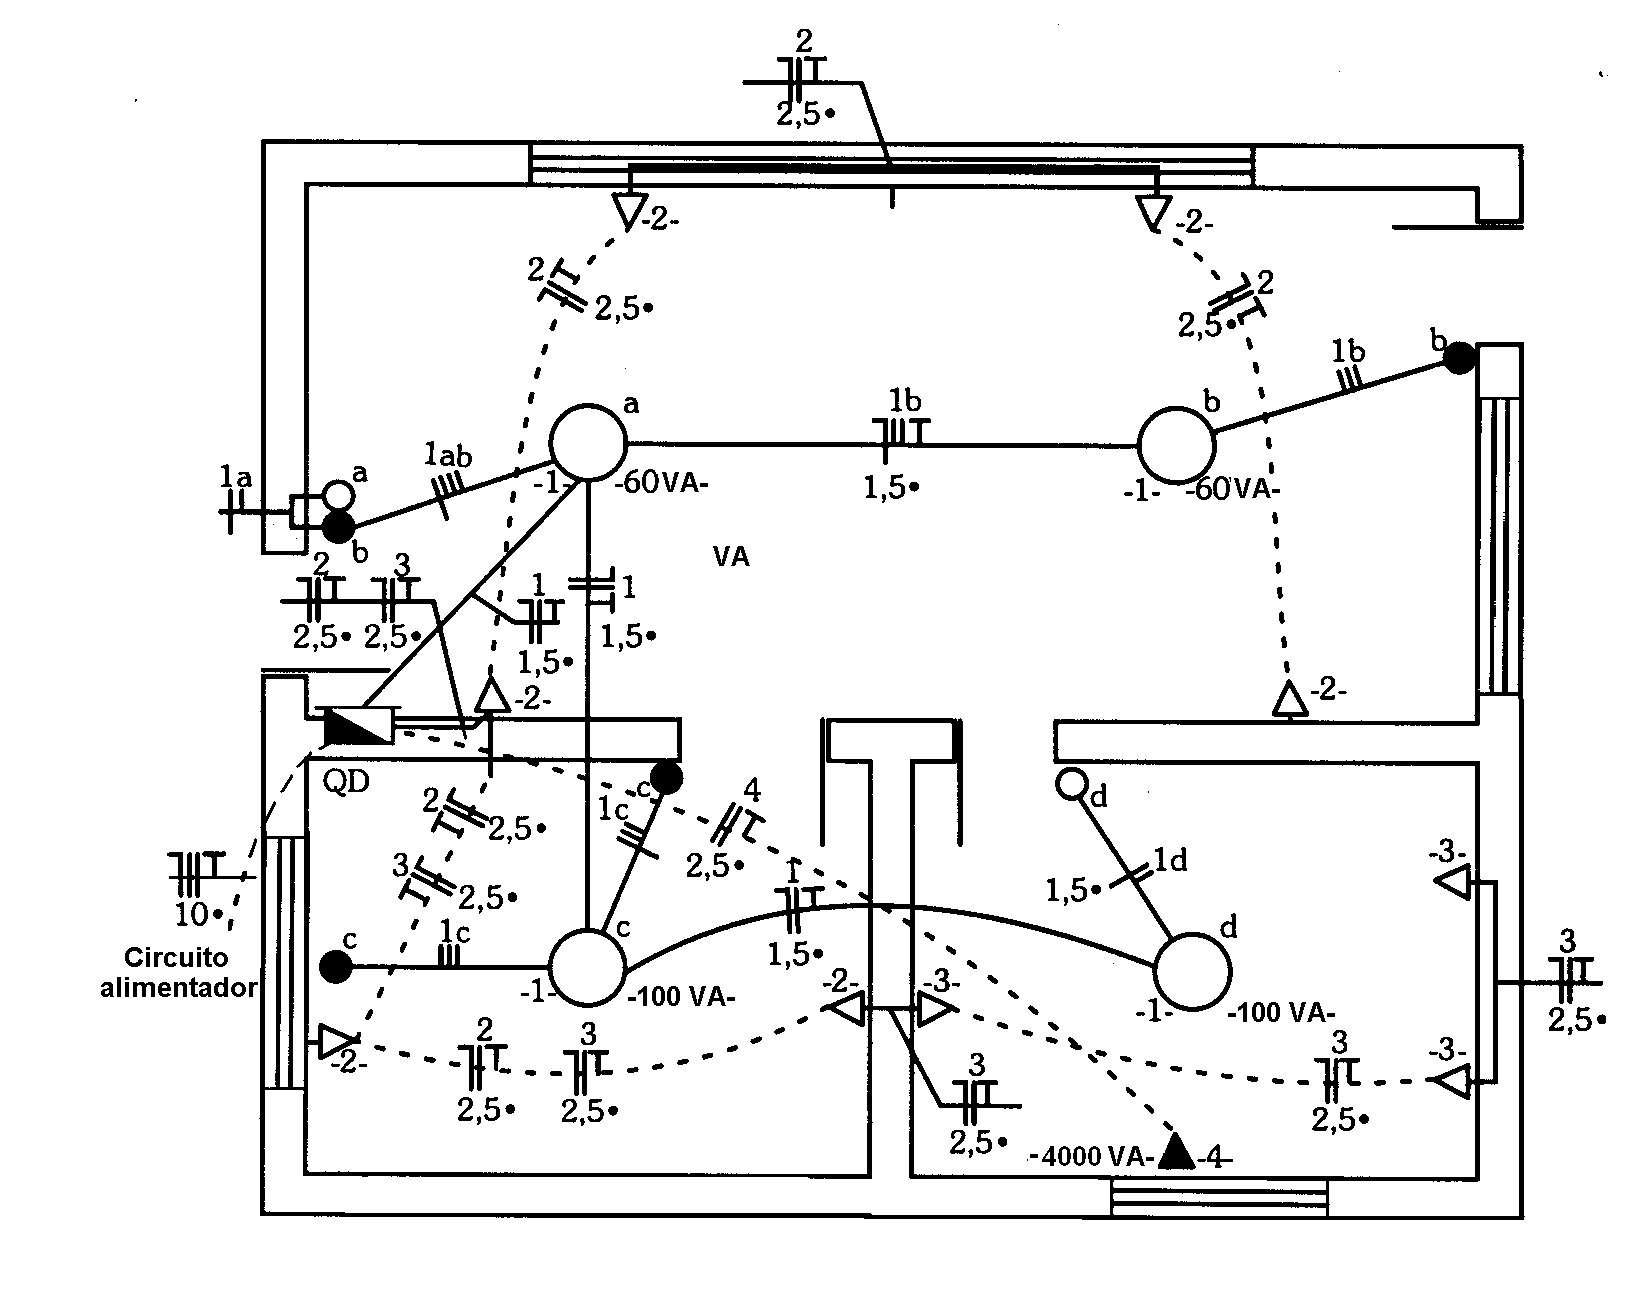 2
2,5•
-2-
-2-
2
2,5•
2
2,5•
a
1b
b
1b
b
1ab
1a
a
-1-
-60VA-
1,5•
-1-
-60VA-
b
VA
2
3
2,5•
2,5•
1
1,5•
1
1,5•
-2-
-2-
QD
c
1c
4
2,5•
d
2
2,5•
3
2,5•
1
1,5•
1d
1,5•
-3-
10•
Circuito
alimentador
c
1c
c
d
-1-
-100 VA-
-2-
-3-
-1-
-100 VA-
3
2,5•
-2-
2
2,5•
3
2,5•
3
2,5•
3
2,5•
-3-
-4000 VA-
-4-